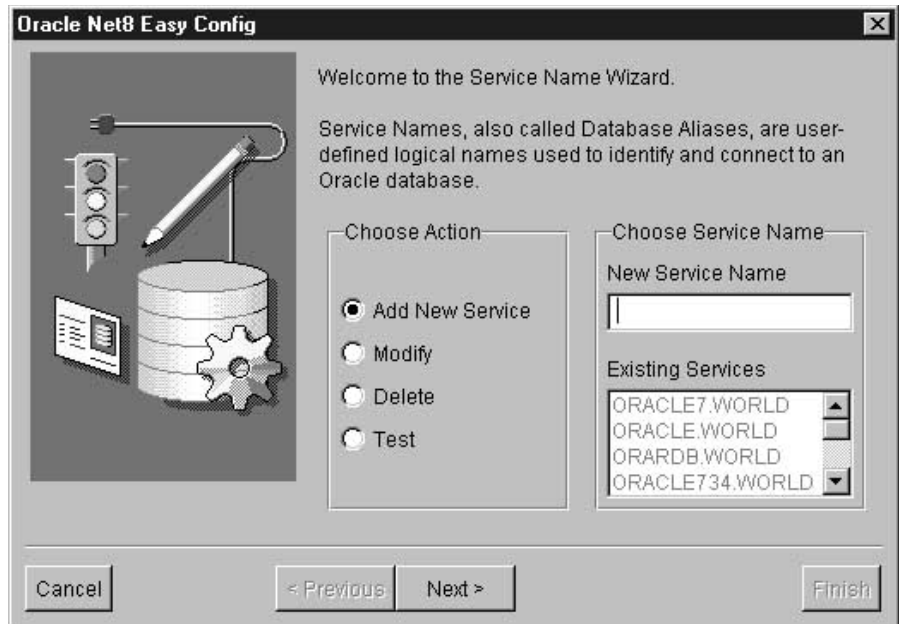 Oracle Net8 Easy Config
Welcome to the Service Name Wizard.
Service Names, also called Database Aliases, are user-
defined logical names used to identify and connect to an
Oracle database.
Choose Action
Add New Service
Modify
Delete
Test
Choose Service Name
New Service Name
Existing Services
ORACLE7.WORLD
ORACLE.WORLD
ORARDB.WORLD
ORACLE734.WORLD
Cancel
< Previous
Next >
Finish